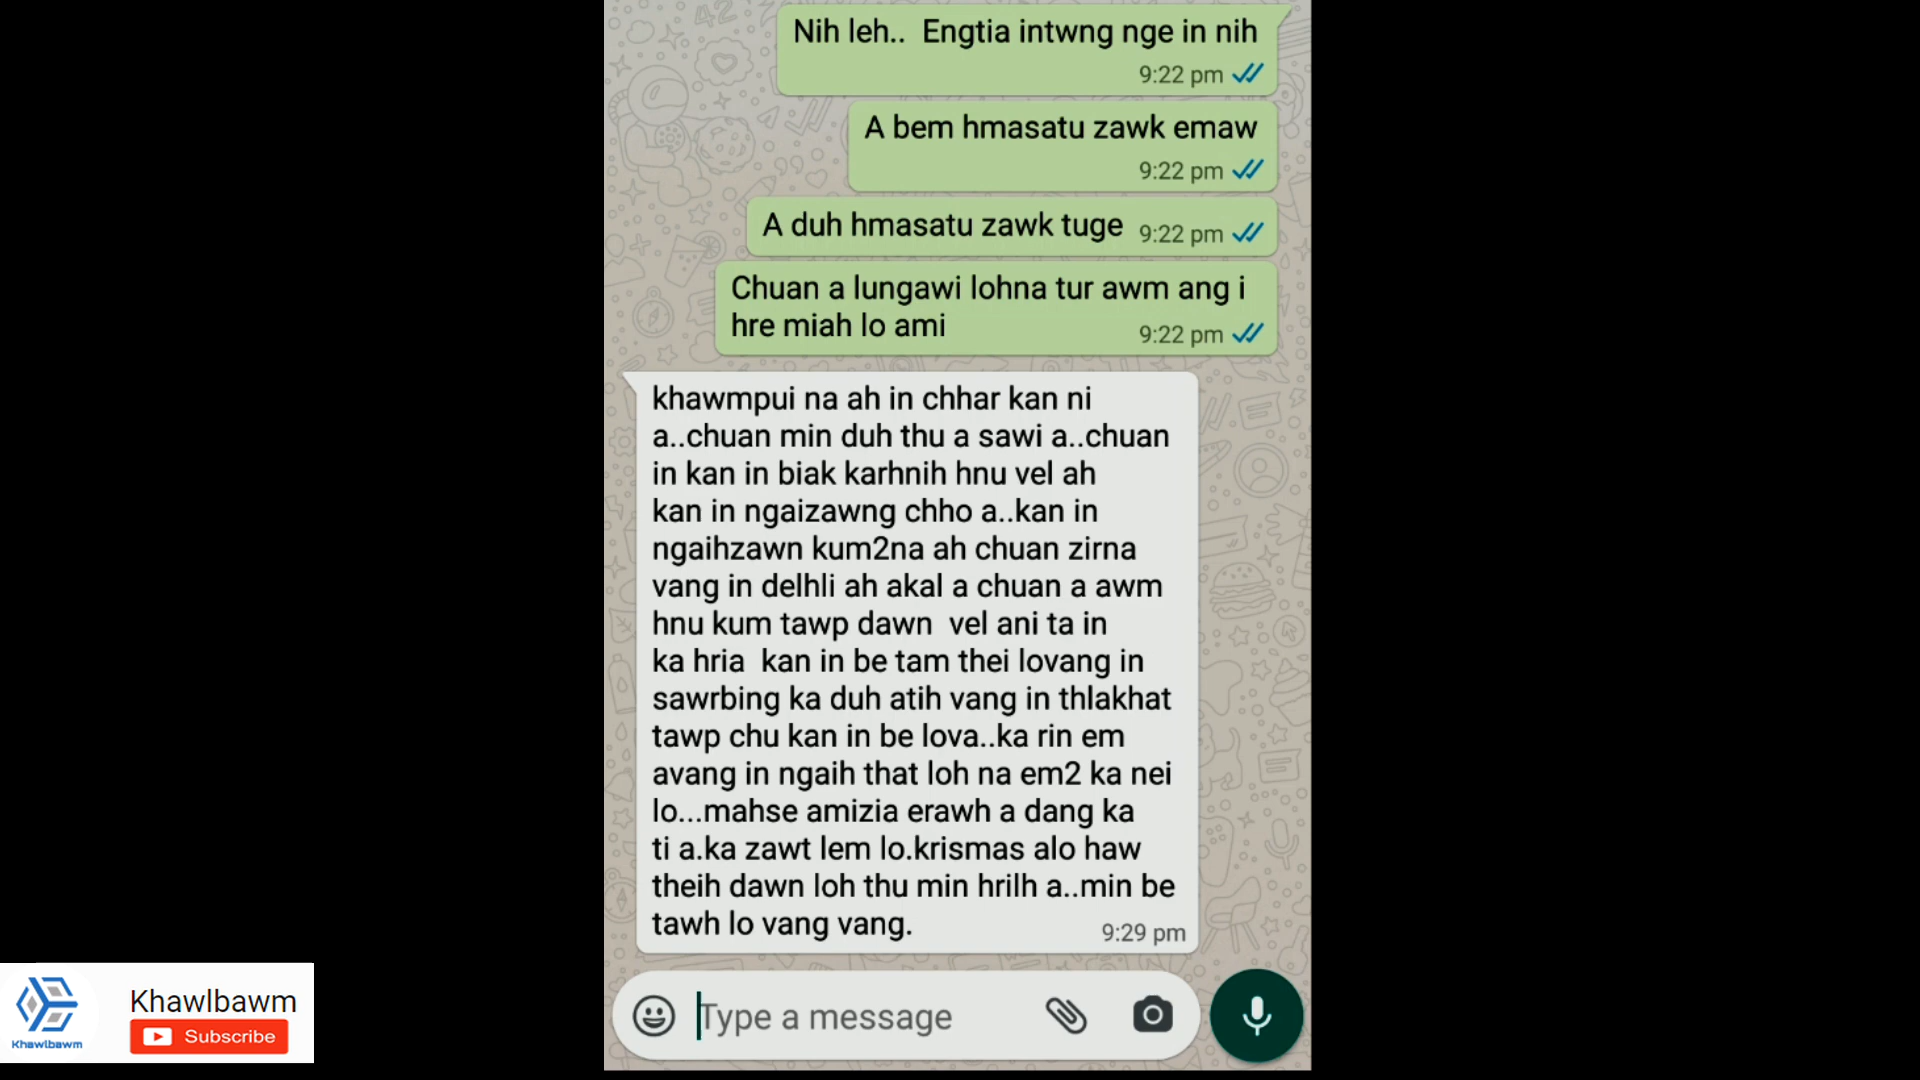 Nih leh..  Engtia intwng nge in nih
9:22 pm
A bem hmasatu zawk emaw
9:22 pm
A duh hmasatu zawk tuge 9:22 pm
Chuan a lungawi lohna tur awm ang i
hre miah lo ami
9:22 pm
khawmpui na ah in chhar kan ni
a..chuan min duh thu a sawi a..chuan
in kan in biak karhnih hnu vel ah
kan in ngaizawng chho a..kan in
ngaihzawn kum2na ah chuan zirna
vang in delhli ah akal a chuan a awm
hnu kum tawp dawn  vel ani ta in
ka hria  kan in be tam thei lovang in
sawrbing ka duh atih vang in thlakhat
tawp chu kan in be lova..ka rin em
avang in ngaih that loh na em2 ka nei
lo...mahse amizia erawh a dang ka
ti a.ka zawt lem lo.krismas alo haw
theih dawn loh thu min hrilh a..min be
tawh lo vang vang.
9:29 pm
Type a message
Khawlbawm
Subscribe
Khawlbawm